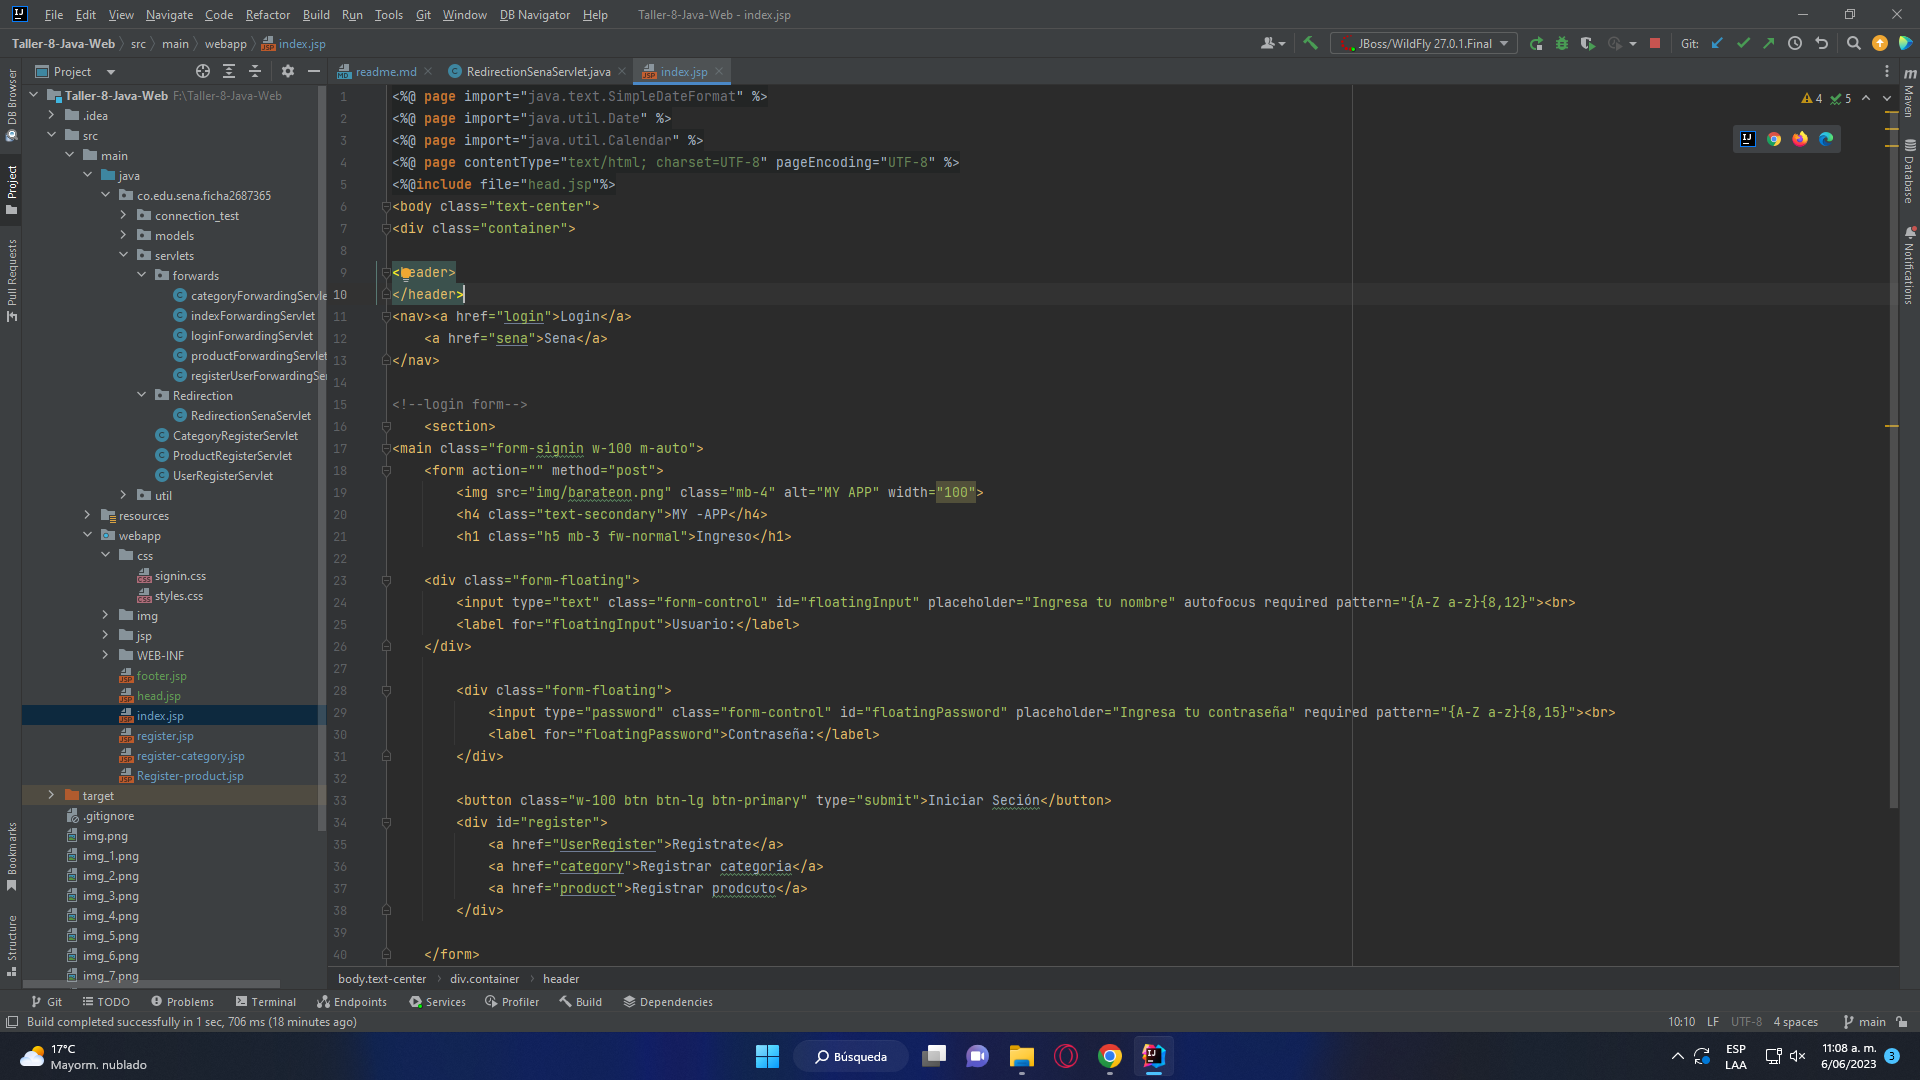 File Edit View Navigate Code Refactor Build Run Tools Git Window DB Navigator Help Taller-8-Java-Web - index.jsp
Taller-8-Java-Web src main webapp index.jsp JBoss/WildFly 27.0.1.Final Git:
Project readme.md RedirectionSenaServlet.java index.jsp
DB Browser
Project
Pull Requests
Bookmarks
Structure
Taller-8-Java-Web F:\Taller-8-Java-Web
.idea
src
main
java
co.edu.sena.ficha2687365
connection_test
models
servlets
forwards
categoryForwardingServle
indexForwardingServlet
loginForwardingServlet
productForwardingServlet
registerUserForwardingSer
Redirection
RedirectionSenaServlet
CategoryRegisterServlet
ProductRegisterServlet
UserRegisterServlet
util
resources
webapp
css
signin.css
styles.css
img
jsp
WEB-INF
footer.jsp
head.jsp
index.jsp
register.jsp
register-category.jsp
Register-product.jsp
target
.gitignore
img.png
img_1.png
img_2.png
img_3.png
img_4.png
img_5.png
img_6.png
img_7.png
1 <%@ page import="java.text.SimpleDateFormat" %>
2 <%@ page import="java.util.Date" %>
3 <%@ page import="java.util.Calendar" %>
4 <%@ page contentType="text/html; charset=UTF-8" pageEncoding="UTF-8" %>
5 <%@include file="head.jsp"%>
6 <body class="text-center">
7 <div class="container">
8
9 <header>
10 </header>
11 <nav><a href="login">Login</a>
12 <a href="sena">Sena</a>
13 </nav>
14
15 <!--login form-->
16 <section>
17 <main class="form-signin w-100 m-auto">
18 <form action="" method="post">
19 <img src="img/barateon.png" class="mb-4" alt="MY APP" width="100">
20 <h4 class="text-secondary">MY -APP</h4>
21 <h1 class="h5 mb-3 fw-normal">Ingreso</h1>
22
23 <div class="form-floating">
24 <input type="text" class="form-control" id="floatingInput" placeholder="Ingresa tu nombre" autofocus required pattern="{A-Z a-z}{8,12}"><br>
25 <label for="floatingInput">Usuario:</label>
26 </div>
27
28 <div class="form-floating">
29 <input type="password" class="form-control" id="floatingPassword" placeholder="Ingresa tu contraseña" required pattern="{A-Z a-z}{8,15}"><br>
30 <label for="floatingPassword">Contraseña:</label>
31 </div>
32
33 <button class="w-100 btn btn-lg btn-primary" type="submit">Iniciar Seción</button>
34 <div id="register">
35 <a href="UserRegister">Registrate</a>
36 <a href="category">Registrar categoria</a>
37 <a href="product">Registrar prodcuto</a>
38 </div>
39
40 </form>
4 5
Maven
Database
Notifications
body.text-center div.container header
Git TODO Problems Terminal Endpoints Services Profiler Build Dependencies
Build completed successfully in 1 sec, 706 ms (18 minutes ago) 10:10 LF UTF-8 4 spaces main
17°C
Mayorm. nublado
Búsqueda
ESP
LAA
11:08 a. m.
6/06/2023
3